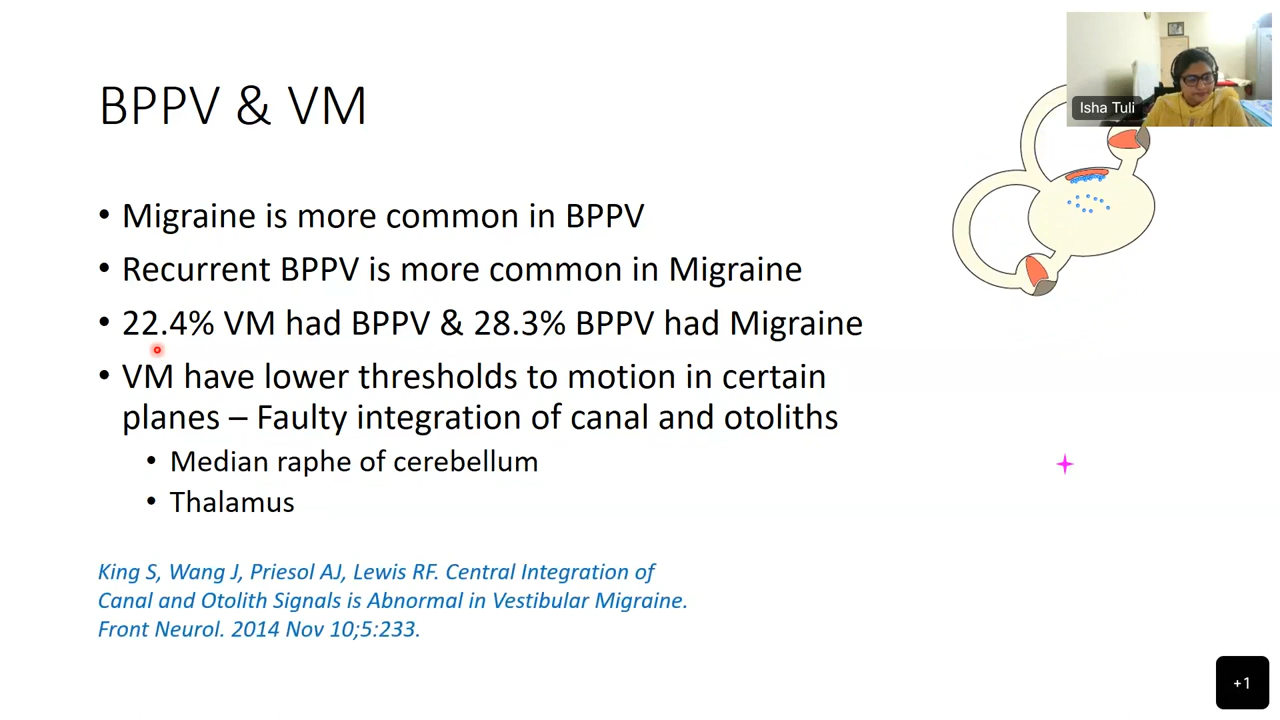 BPPV & VM
Isha Tuli
• Migraine is more common in BPPV
• Recurrent BPPV is more common in Migraine
• 22.4% VM had BPPV & 28.3% BPPV had Migraine
• VM have lower thresholds to motion in certain
planes – Faulty integration of canal and otoliths
• Median raphe of cerebellum
• Thalamus
King S, Wang J, Priesol AJ, Lewis RF. Central Integration of
Canal and Otolith Signals is Abnormal in Vestibular Migraine.
Front Neurol. 2014 Nov 10;5:233.
+1